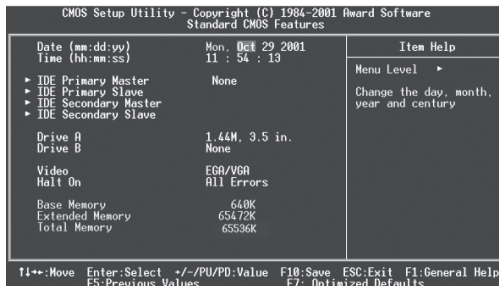 CMOS Setup Utility – Copyright (C) 1984-2001 Award Software
Standard CMOS Features
Date (mm:dd:yy) Mon, Oct 29 2001
Time (hh:mm:ss) 11 : 54 : 13
► IDE Primary Master None
► IDE Primary Slave
► IDE Secondary Master
► IDE Secondary Slave
Drive A 1.44M, 3.5 in.
Drive B None
Video EGA/VGA
Halt On All Errors
Base Memory 640K
Extended Memory 65472K
Total Memory 65536K
Item Help
Menu Level ►
Change the day, month,
year and century
↑↓→←:Move Enter:Select +/-/PU/PD:Value F10:Save ESC:Exit F1:General Help
F5:Previous Values F7: Optimized Defaults